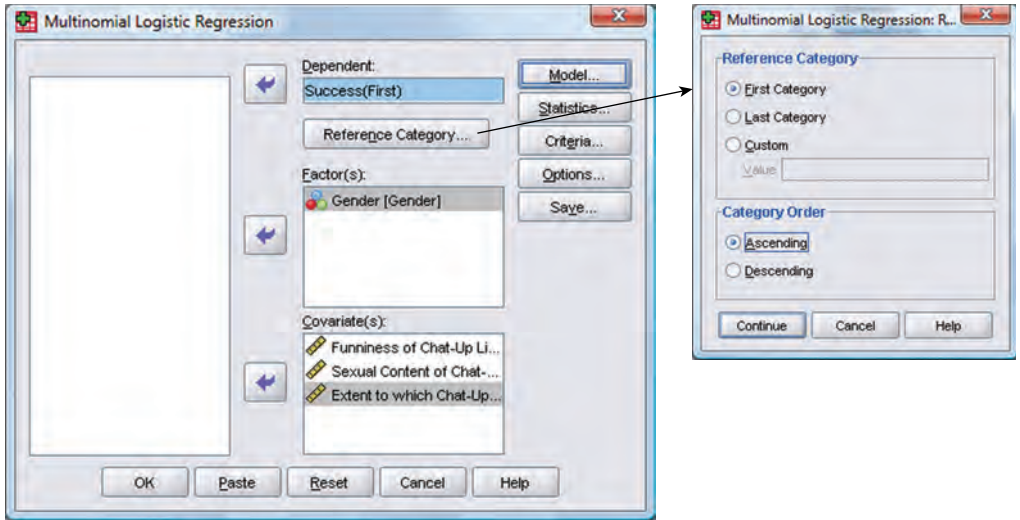 Multinomial Logistic Regression
Dependent:
Success(First)
Reference Category...
Factor(s):
Gender [Gender]
Covariate(s):
Funniness of Chat-Up Li...
Sexual Content of Chat-...
Extent to which Chat-Up...
Model...
Statistics...
Criteria...
Options...
Save...
OK
Paste
Reset
Cancel
Help
Multinomial Logistic Regression: R...
Reference Category
First Category
Last Category
Custom
Value
Category Order
Ascending
Descending
Continue
Cancel
Help